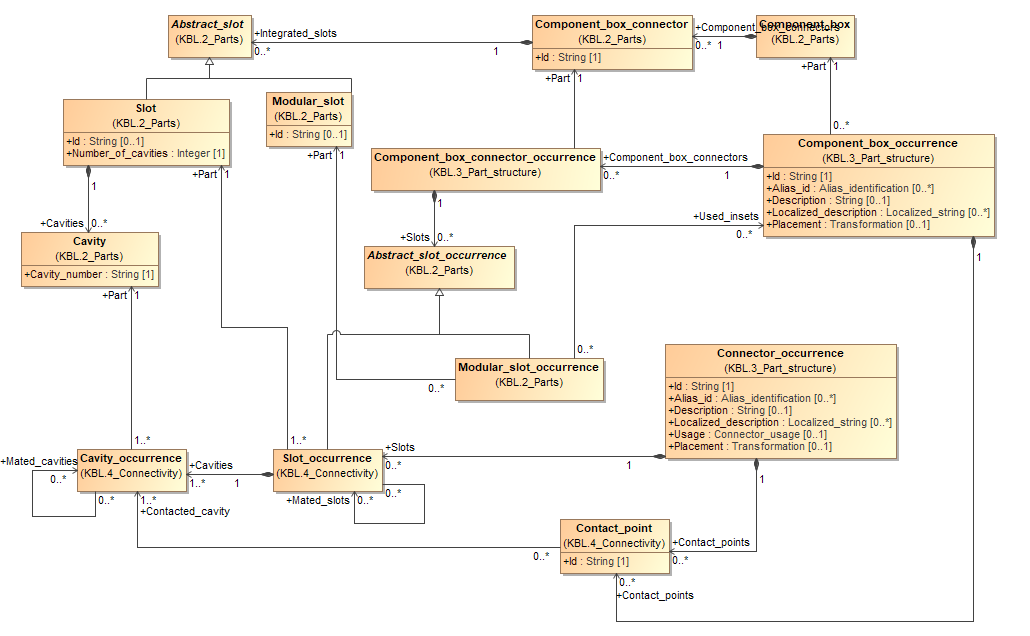 Abstract_slot
(KBL.2_Parts)
+Integrated_slots
0..*
1
Component_box_connector
(KBL.2_Parts)
+Id : String [1]
+Component_box_connectors
0..*
1
Component_box
(KBL.2_Parts)
+Part
1
+Part
1
0..*
Slot
(KBL.2_Parts)
+Id : String [0..1]
+Number_of_cavities : Integer [1]
Modular_slot
(KBL.2_Parts)
+Id : String [0..1]
+Part
1
+Part
1
Component_box_connector_occurrence
(KBL.3_Part_structure)
+Component_box_connectors
0..*
1
Component_box_occurrence
(KBL.3_Part_structure)
+Id : String [1]
+Alias_id : Alias_identification [0..*]
+Description : String [0..1]
+Localized_description : Localized_string [0..*]
+Placement : Transformation [0..1]
1
1
+Cavities
0..*
1
+Slots
0..*
+Used_insets
0..*
Cavity
(KBL.2_Parts)
+Cavity_number : String [1]
Abstract_slot_occurrence
(KBL.2_Parts)
+Part
1
0..*
Modular_slot_occurrence
(KBL.2_Parts)
0..*
Connector_occurrence
(KBL.3_Part_structure)
+Id : String [1]
+Alias_id : Alias_identification [0..*]
+Description : String [0..1]
+Localized_description : Localized_string [0..*]
+Usage : Connector_usage [0..1]
+Placement : Transformation [0..1]
1..*
1..*
+Slots
0..*
1
+Mated_cavities
0..*
0..*
Cavity_occurrence
(KBL.4_Connectivity)
+Cavities
1..*
1
Slot_occurrence
(KBL.4_Connectivity)
0..*
+Mated_slots
0..*
1
1..*
+Contacted_cavity
Contact_point
(KBL.4_Connectivity)
+Id : String [1]
+Contact_points
0..*
0..*
0..*
+Contact_points